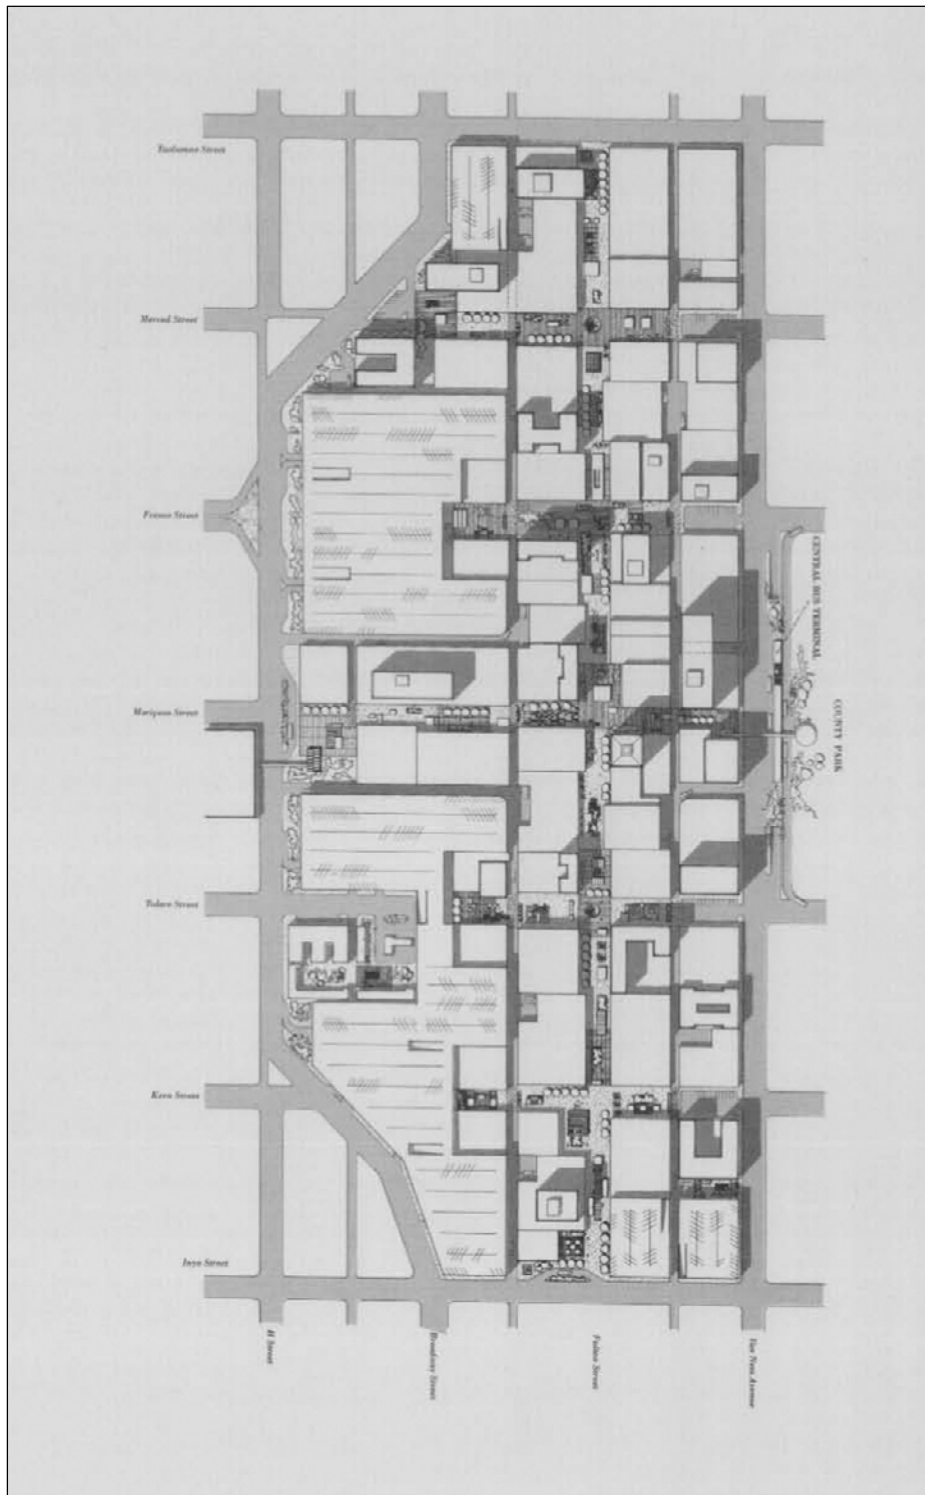 Tuolumne Street
Merced Street
Fresno Street
CENTRAL BUS TERMINAL
COUNTY PARK
Mariposa Street
Tulare Street
Kern Street
Inyo Street
H Street
Broadway Street
Fulton Street
Van Ness Avenue